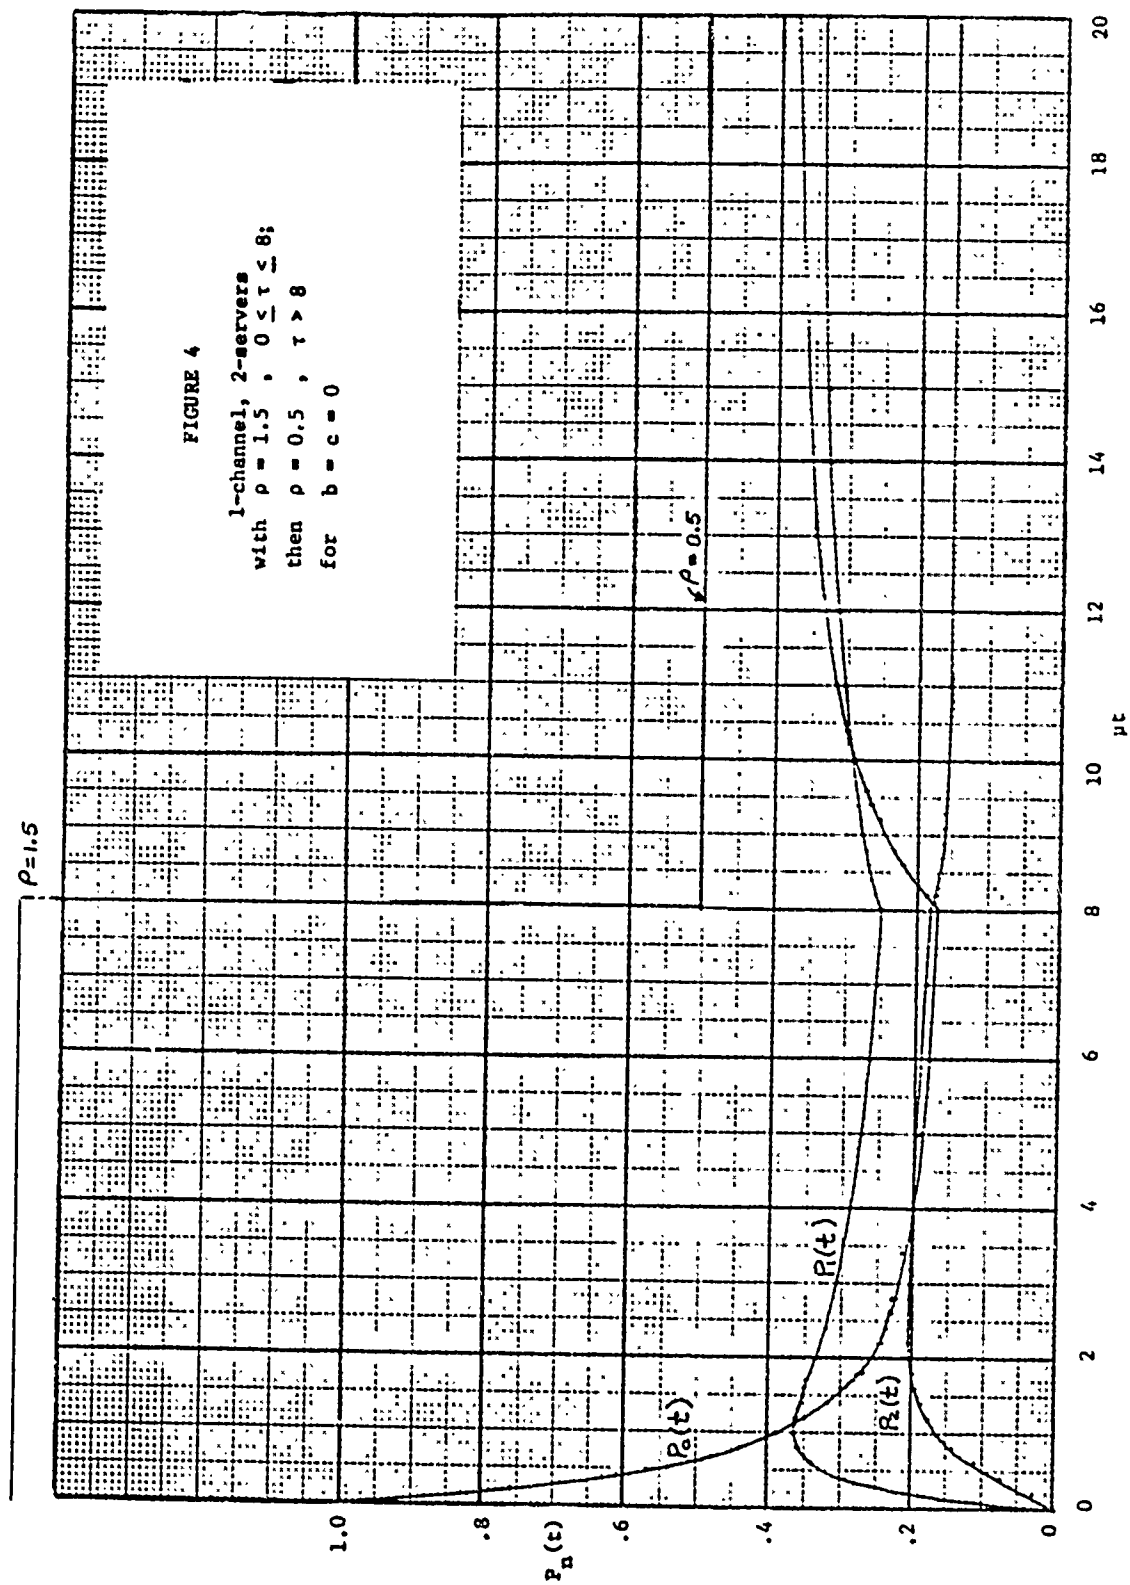 FIGURE 4
1-channel, 2-servers
with ρ = 1.5 , 0 ≤ τ ≤ 8;
then ρ = 0.5 , τ > 8
for b = c = 0
ρ=1.5
ρ=0.5
P₀(t)
P₁(t)
P₂(t)
Pₙ(t)
1.0
.8
.6
.4
.2
0
0 2 4 6 8 10 12 14 16 18 20
μt